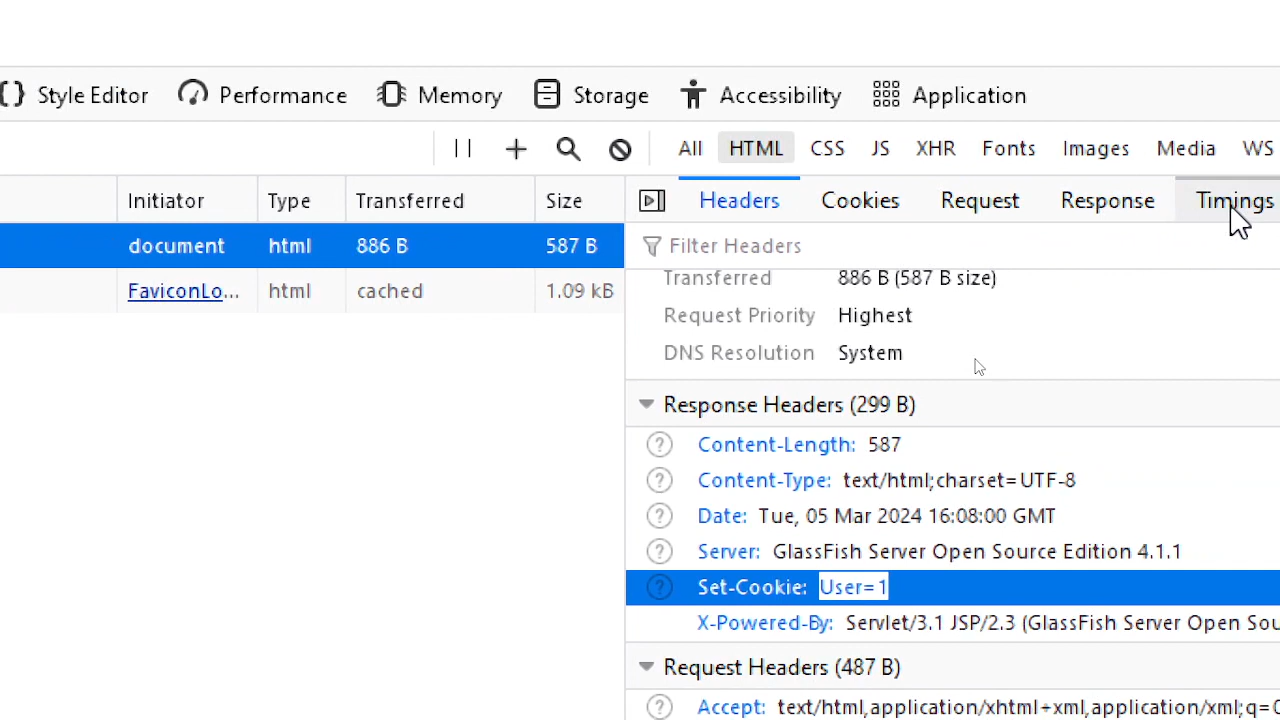 Style Editor Performance Memory Storage Accessibility Application
All HTML CSS JS XHR Fonts Images Media WS
Initiator Type Transferred Size Headers Cookies Request Response Timings
document html 886 B 587 B Filter Headers
FaviconLo... html cached 1.09 kB
Transferred 886 B (587 B size)
Request Priority Highest
DNS Resolution System
Response Headers (299 B)
? Content-Length: 587
? Content-Type: text/html;charset=UTF-8
? Date: Tue, 05 Mar 2024 16:08:00 GMT
? Server: GlassFish Server Open Source Edition 4.1.1
? Set-Cookie: User=1
X-Powered-By: Servlet/3.1 JSP/2.3 (GlassFish Server Open Sou
Request Headers (487 B)
? Accept: text/html,application/xhtml+xml,application/xml;q=0